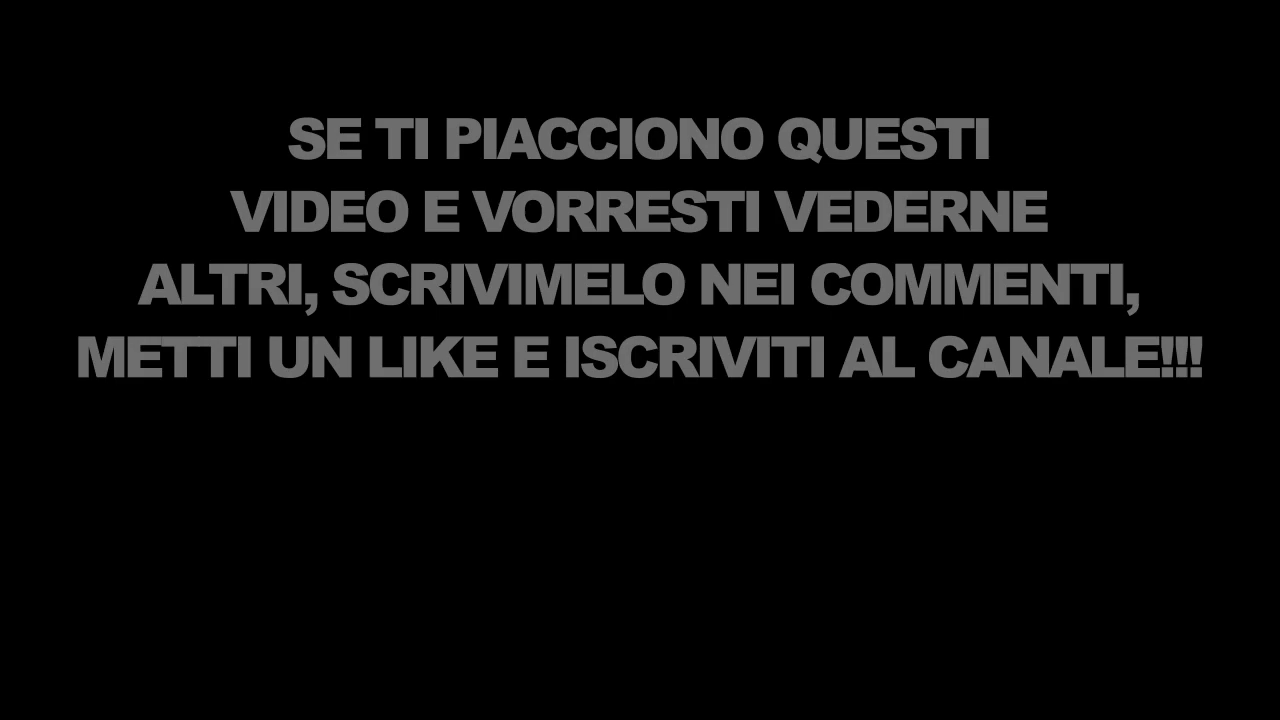 SE TI PIACCIONO QUESTI
VIDEO E VORRESTI VEDERNE
ALTRI, SCRIVIMELO NEI COMMENTI,
METTI UN LIKE E ISCRIVITI AL CANALE!!!